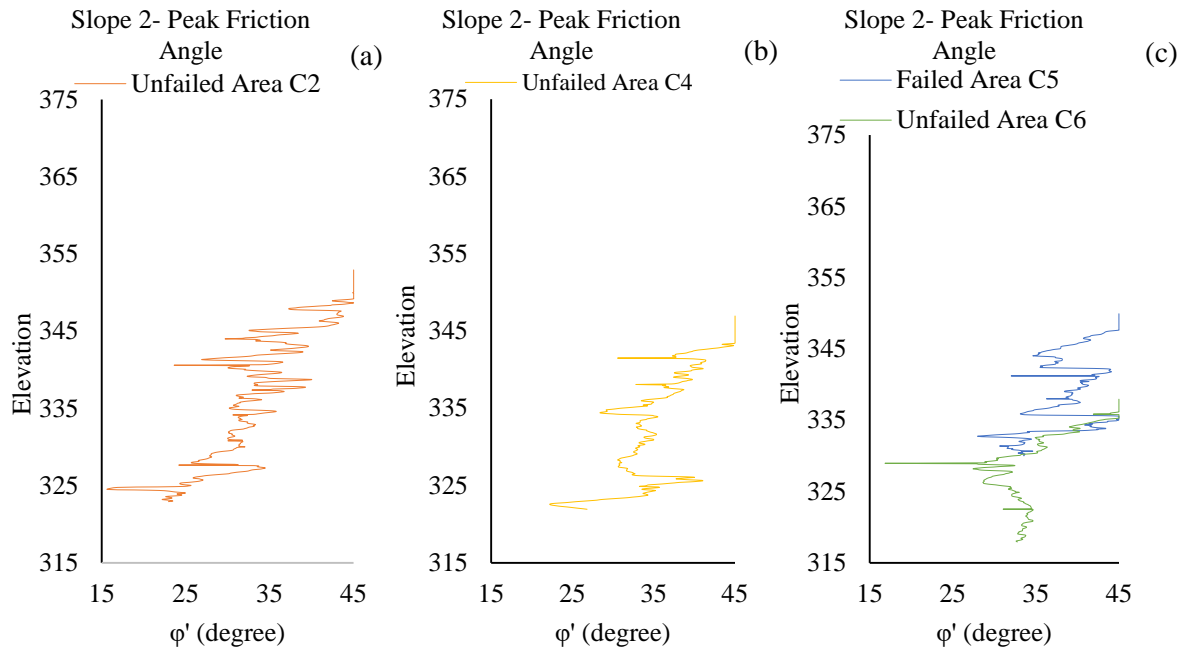 Slope 2- Peak Friction
Angle
(a)
Unfailed Area C2
375
365
355
345
335
325
315
Elevation
15
25
35
45
φ' (degree)
Slope 2- Peak Friction
Angle
(b)
Unfailed Area C4
375
365
355
345
335
325
315
Elevation
15
25
35
45
φ' (degree)
Slope 2- Peak Friction
Angle
(c)
Failed Area C5
Unfailed Area C6
375
365
355
345
335
325
315
Elevation
15
25
35
45
φ' (degree)